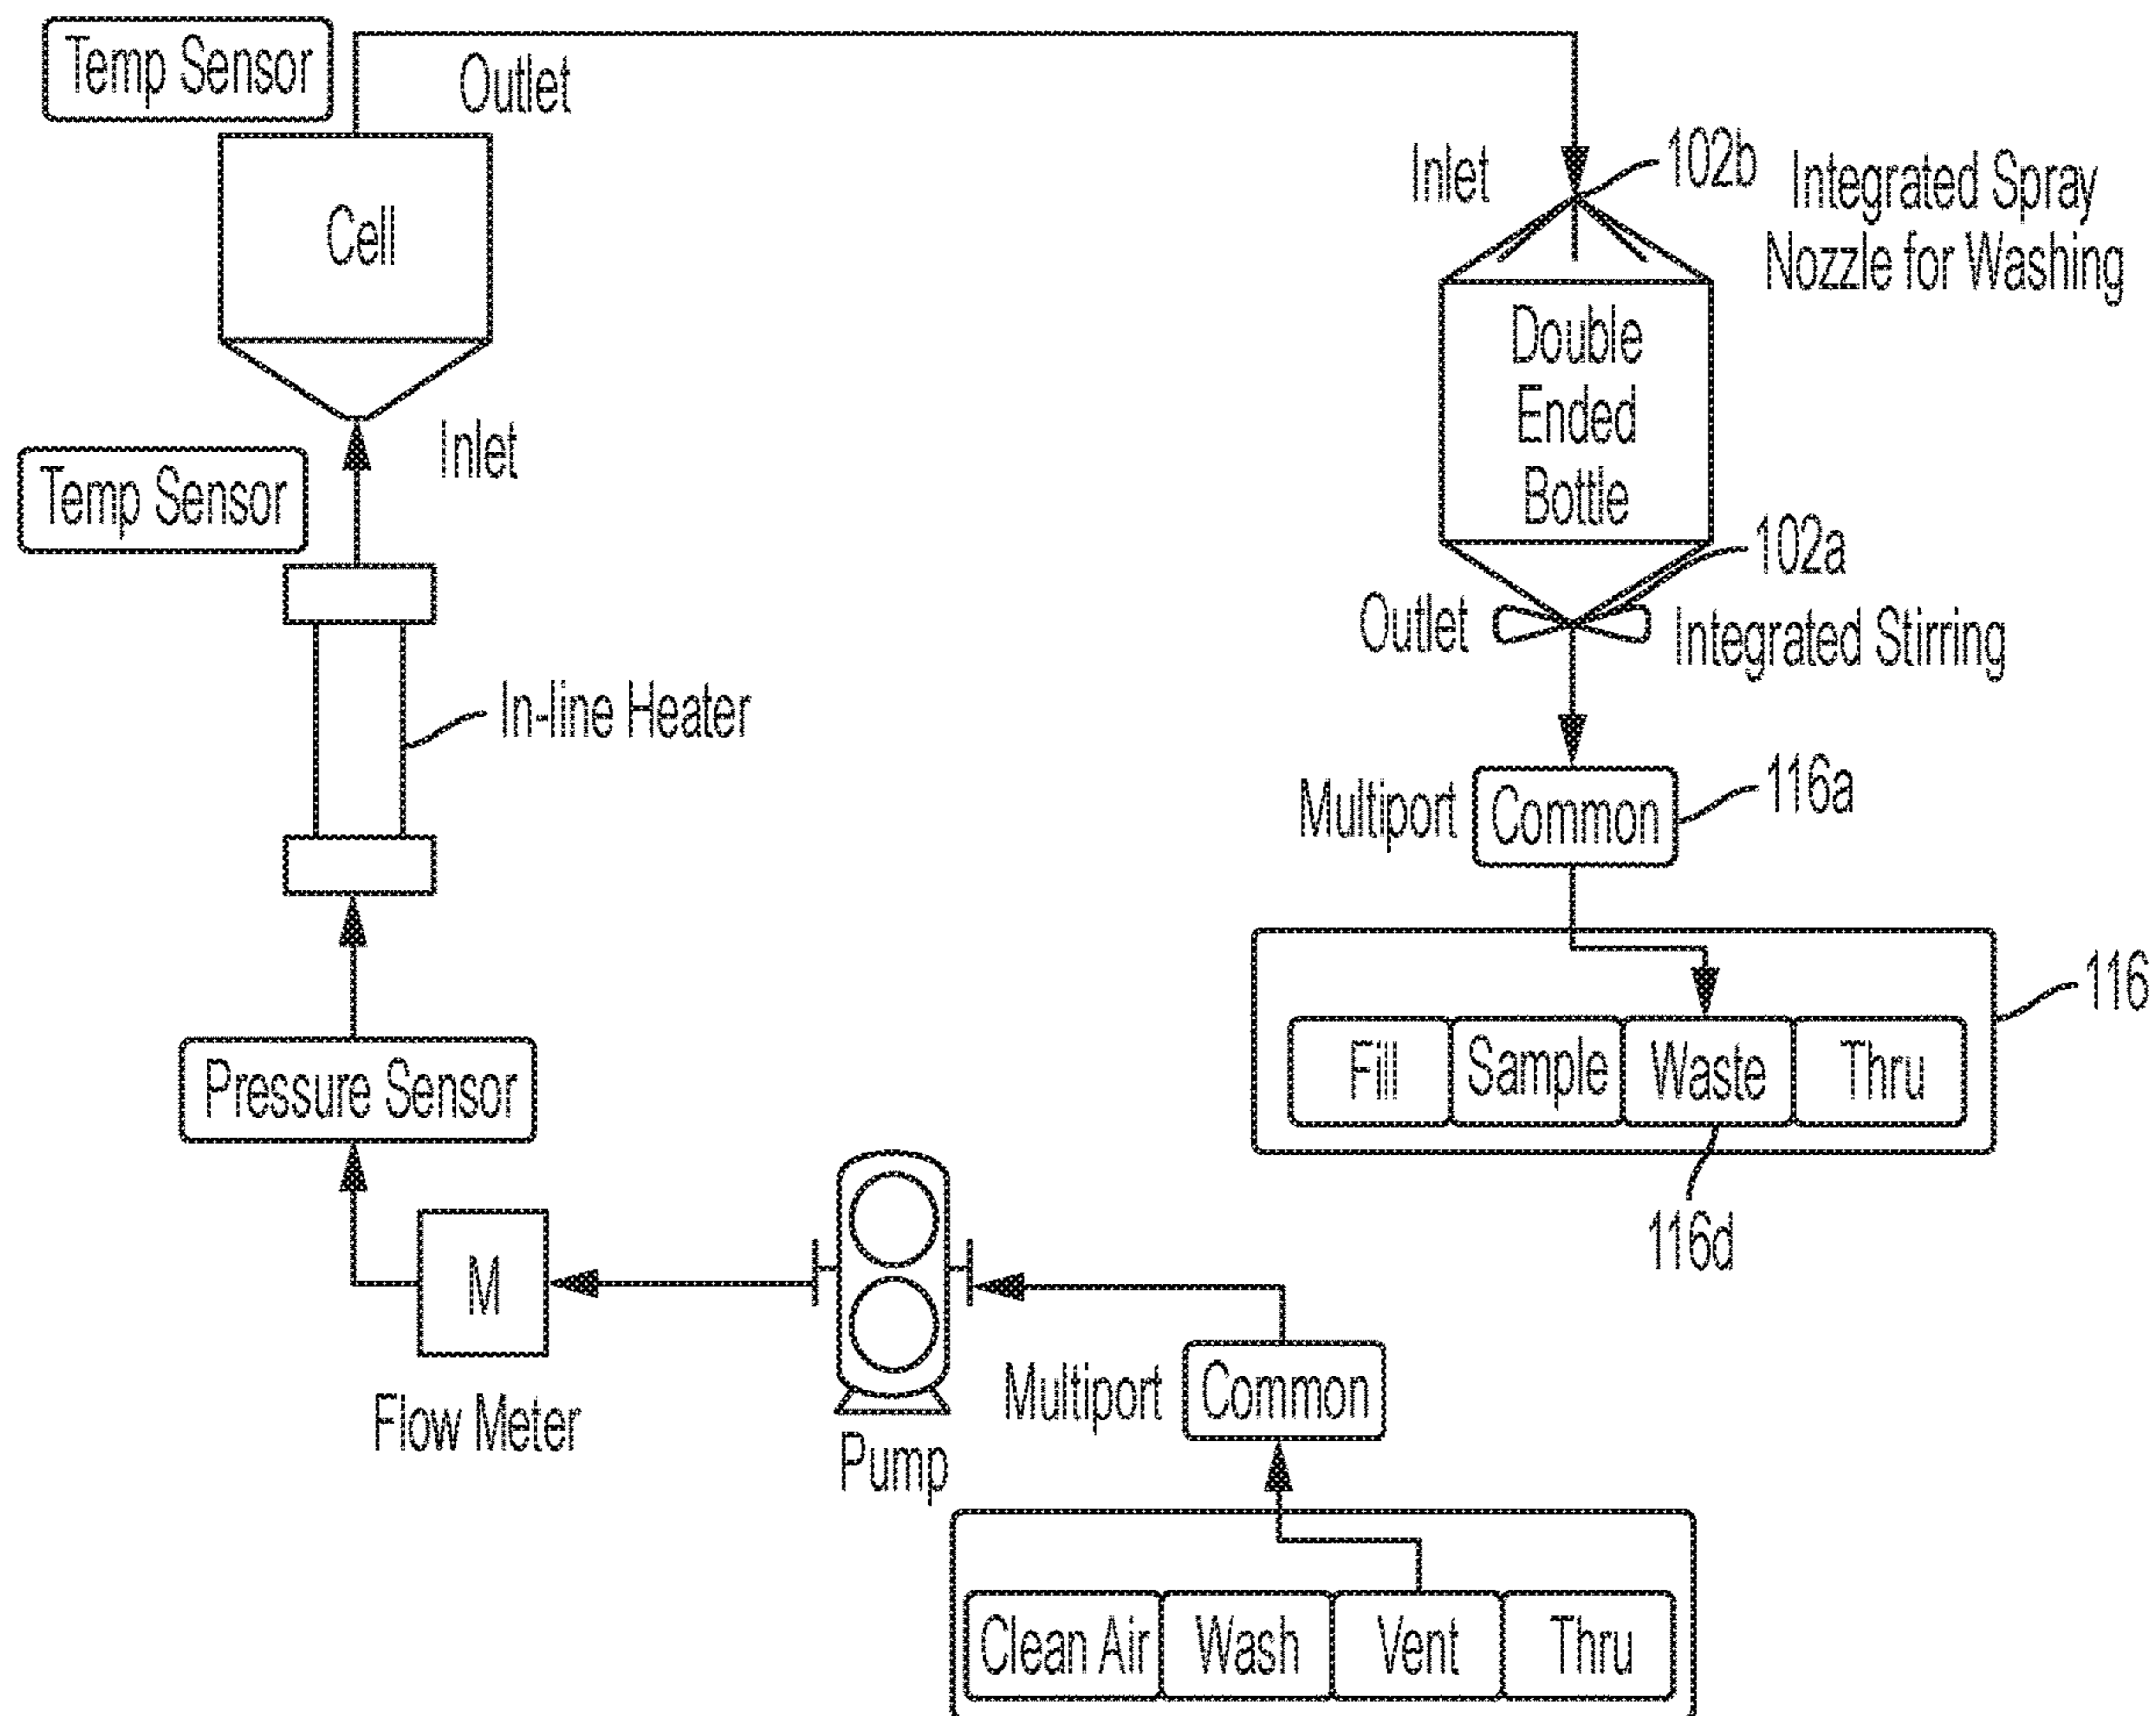 Temp Sensor
Outlet
Cell
Inlet
Temp Sensor
In-line Heater
Pressure Sensor
M
Flow Meter
Pump
Inlet
102b
Integrated Spray
Nozzle for Washing
Double
Ended
Bottle
102a
Outlet
Integrated Stirring
Multiport
Common
116a
116
Fill
Sample
Waste
Thru
116d
Multiport
Common
Clean Air
Wash
Vent
Thru